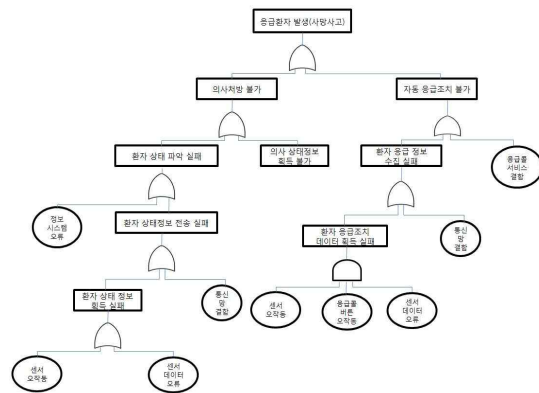 응급환자 발생(사망사고)
의사처방 불가
자동 응급조치 불가
환자 상태 파악 실패
의사 상태정보
획득 불가
환자 응급 정보
수집 실패
응급콜
서비스
결함
정보
시스템
오류
환자 상태정보 전송 실패
환자 응급조치
데이터 획득 실패
통신
망
결함
환자 상태 정보
획득 실패
통신
망
결함
센서
오작동
응급콜
버튼
오작동
센서
데이터
오류
센서
오작동
센서
데이터
오류